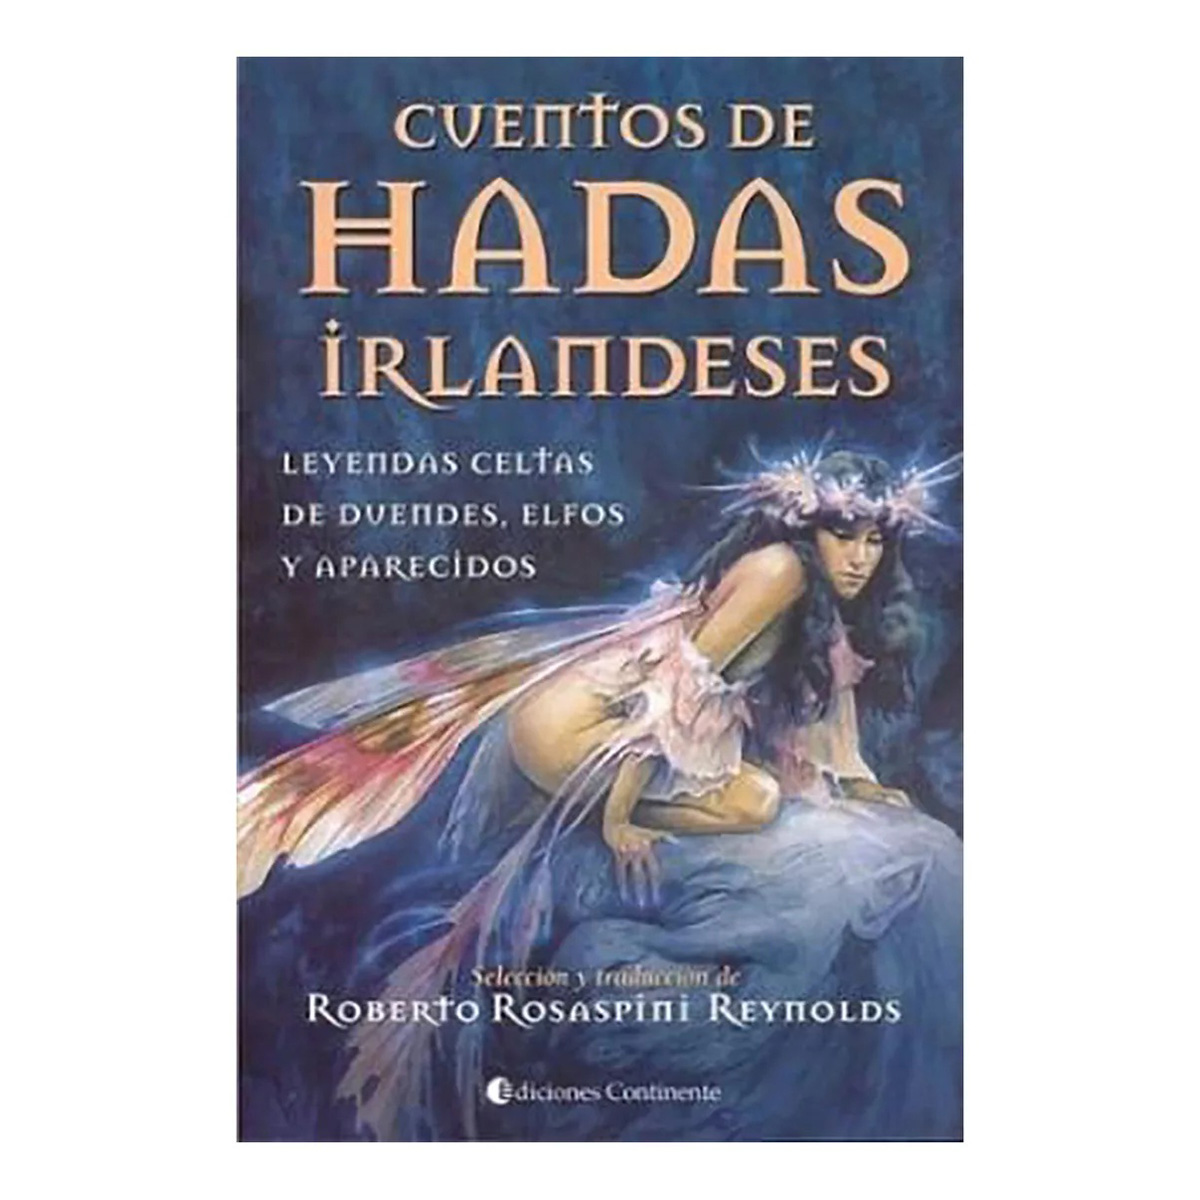 CUENTOS DE
HADAS
IRLANDESES
LEYENDAS CELTAS
DE DUENDES, ELFOS
Y APARECIDOS
Selección y traducción de
ROBERTO ROSASPINI REYNOLDS
Ediciones Continente